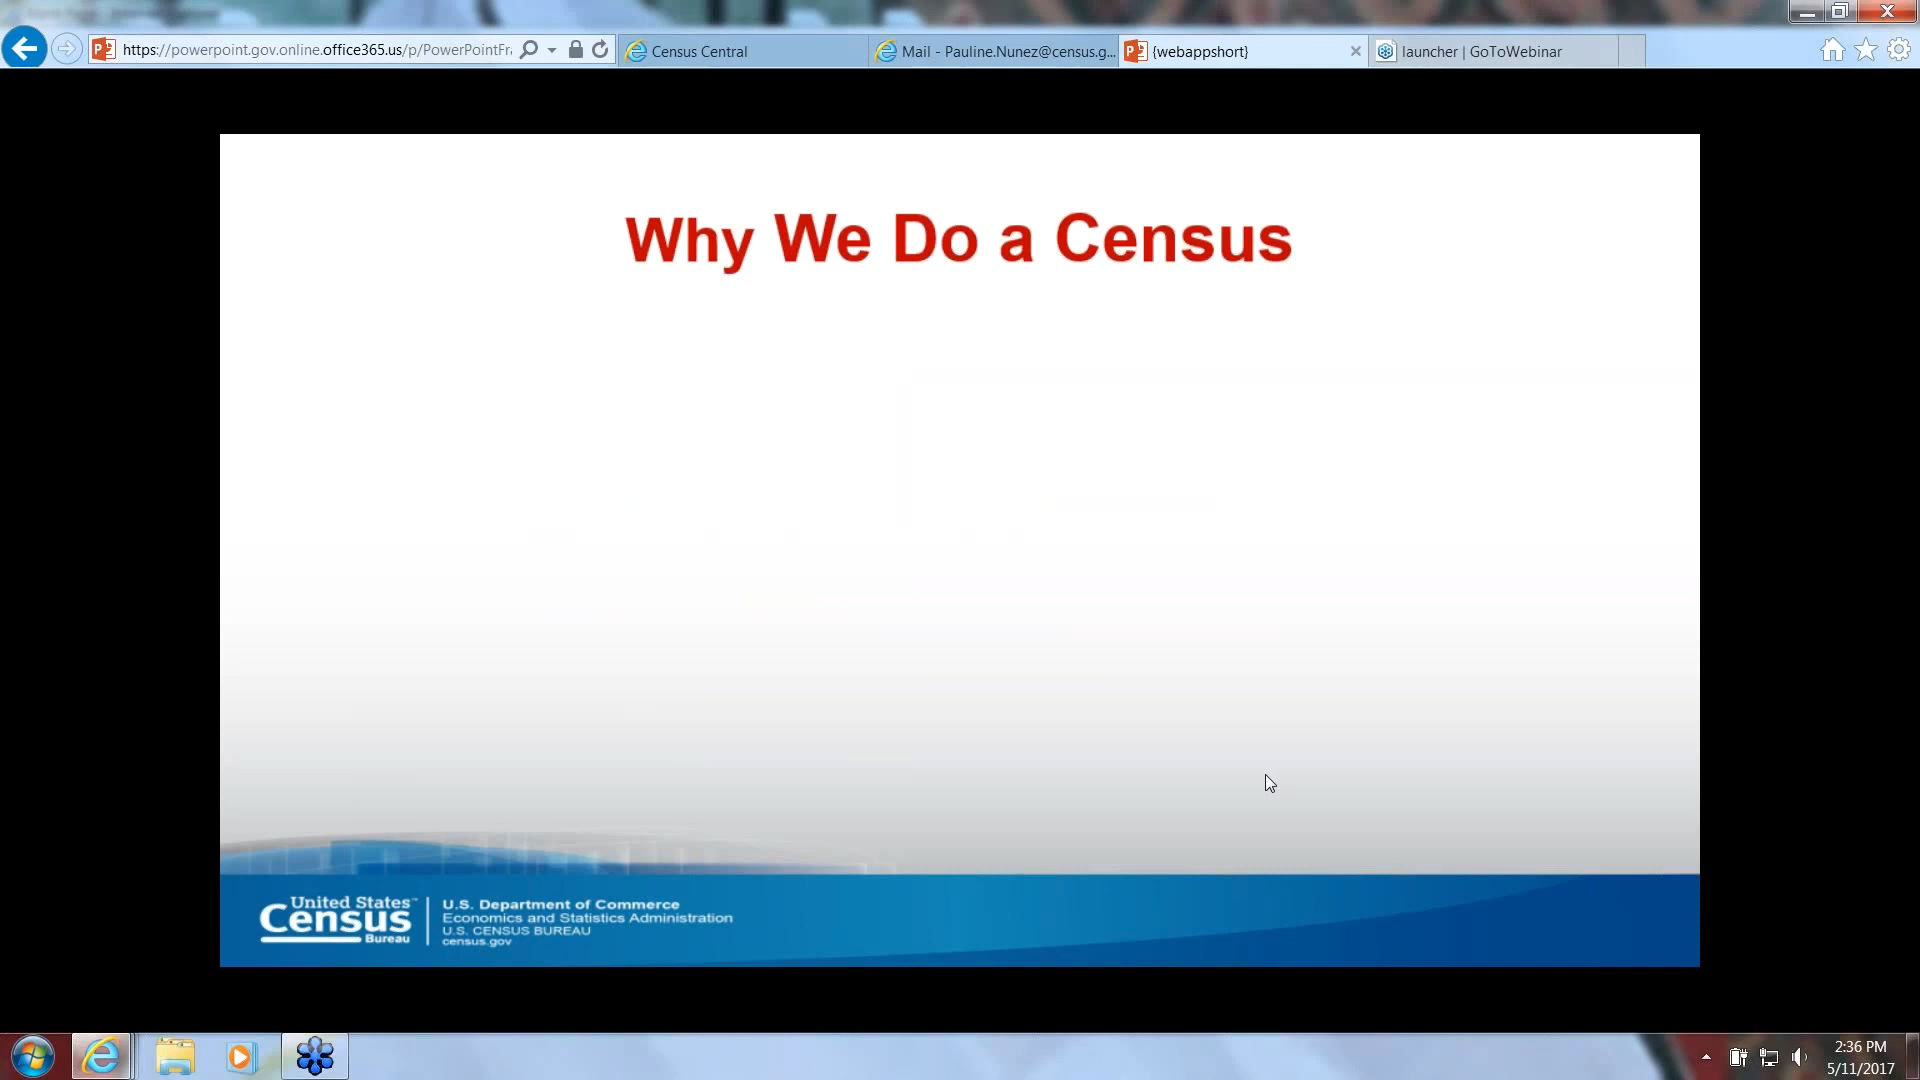 https://powerpoint.gov.online.office365.us/p/PowerPointFr
Census Central
Mail - Pauline.Nunez@census.g...
{webappshort}
launcher | GoToWebinar
Why We Do a Census
United States™
Census
Bureau
U.S. Department of Commerce
Economics and Statistics Administration
U.S. CENSUS BUREAU
census.gov
2:36 PM
5/11/2017